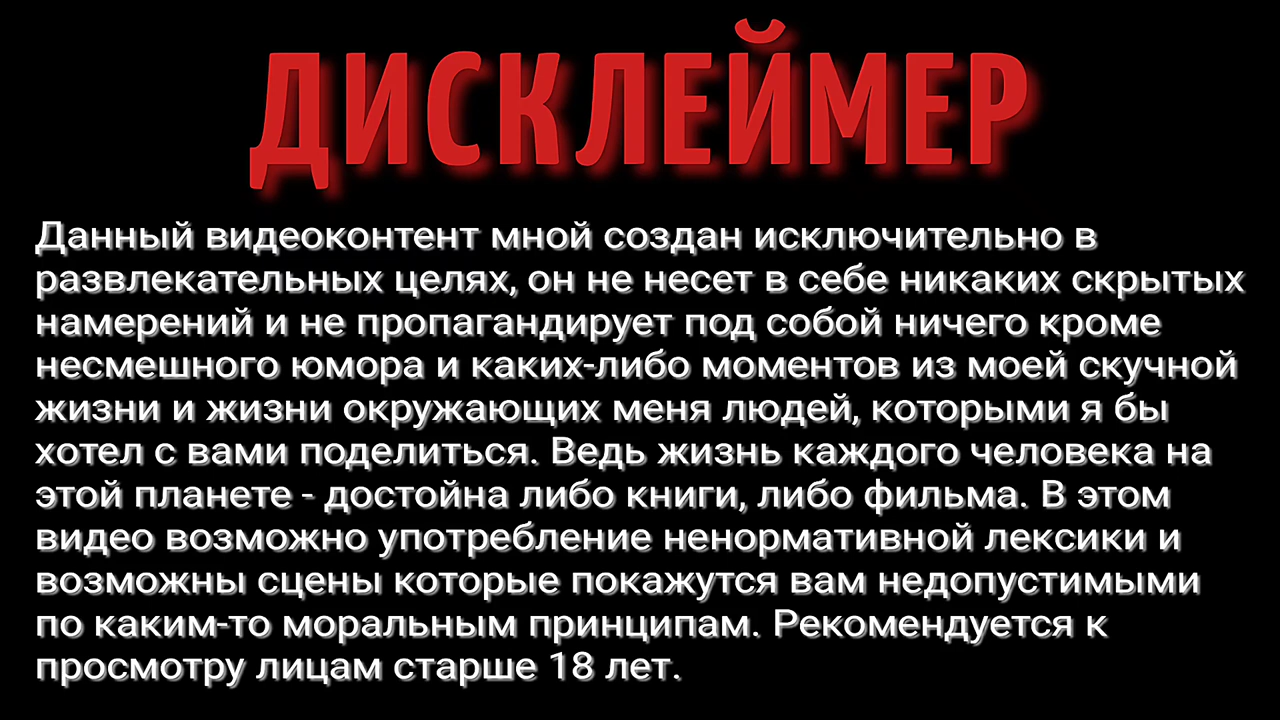 ДИСКЛЕЙМЕР
Данный видеоконтент мной создан исключительно в
развлекательных целях, он не несет в себе никаких скрытых
намерений и не пропагандирует под собой ничего кроме
несмешного юмора и каких-либо моментов из моей скучной
жизни и жизни окружающих меня людей, которыми я бы
хотел с вами поделиться. Ведь жизнь каждого человека на
этой планете - достойна либо книги, либо фильма. В этом
видео возможно употребление ненормативной лексики и
возможны сцены которые покажутся вам недопустимыми
по каким-то моральным принципам. Рекомендуется к
просмотру лицам старше 18 лет.